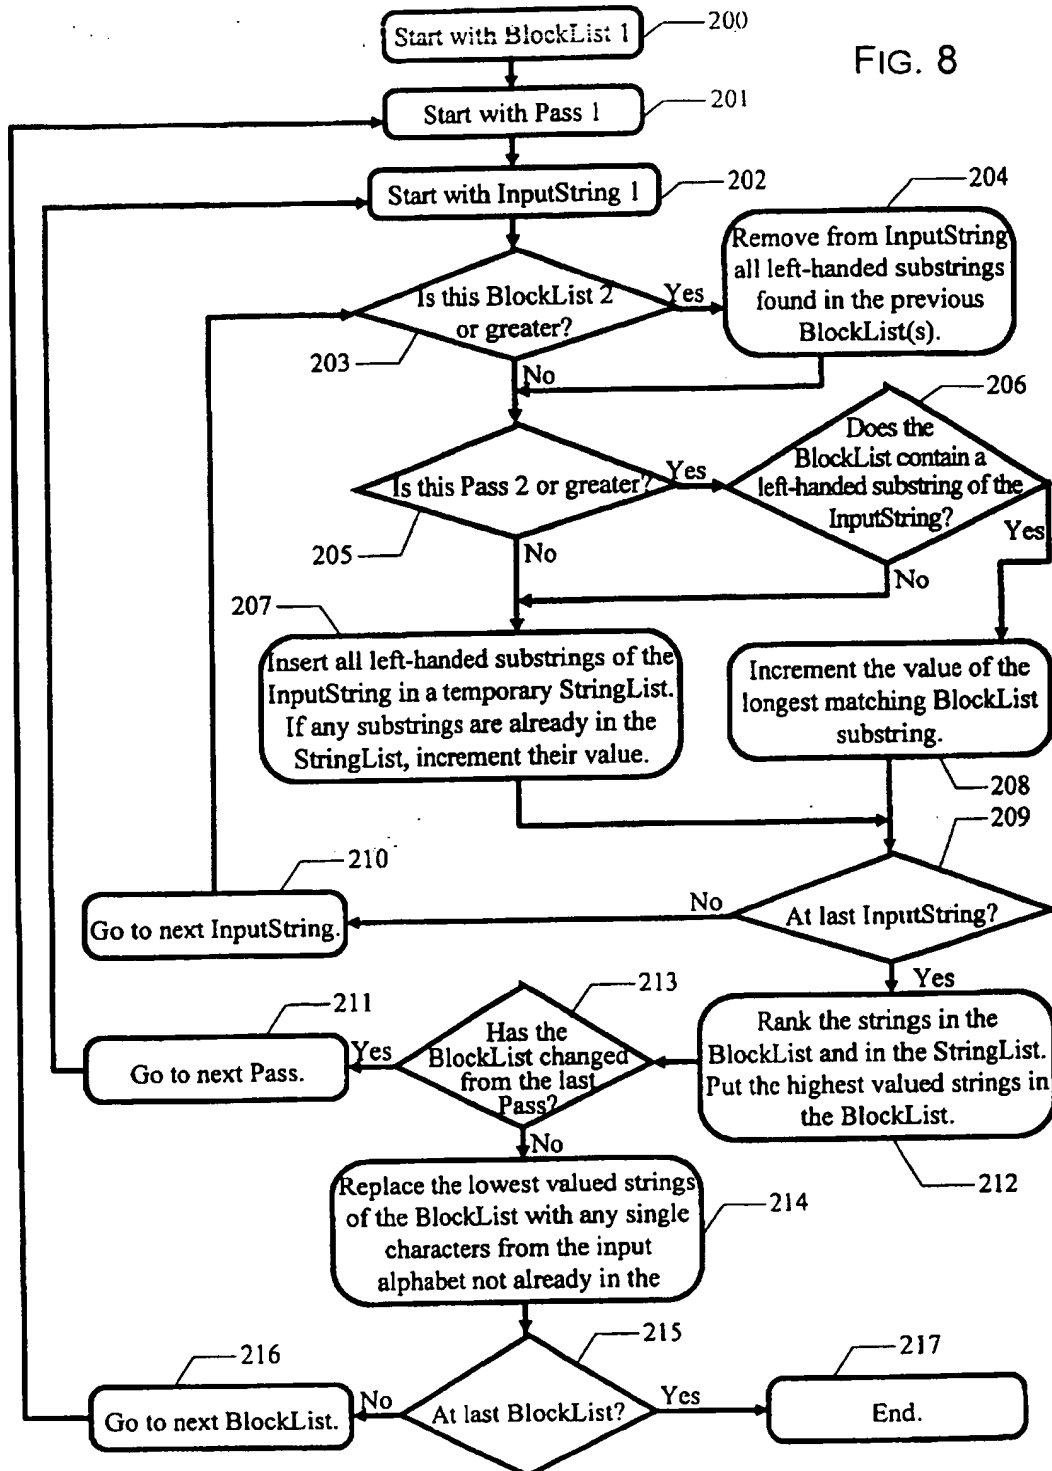 200
Start with BlockList 1
FIG. 8
201
Start with Pass 1
202
Start with InputString 1
204
Remove from InputString
all left-handed substrings
found in the previous
BlockList(s).
Is this BlockList 2
or greater?
Yes
203
No
206
Does the
BlockList contain a
left-handed substring of the
InputString?
Is this Pass 2 or greater?
Yes
205
No
No
Yes
207
Insert all left-handed substrings of the
InputString in a temporary StringList.
If any substrings are already in the
StringList, increment their value.
Increment the value of the
longest matching BlockList
substring.
208
209
210
Go to next InputString.
No
At last InputString?
Yes
211
Go to next Pass.
213
Has the
BlockList changed
from the last
Pass?
Yes
No
Rank the strings in the
BlockList and in the StringList.
Put the highest valued strings in
the BlockList.
212
Replace the lowest valued strings
of the BlockList with any single
characters from the input
alphabet not already in the
214
215
216
Go to next BlockList.
No
At last BlockList?
Yes
217
End.